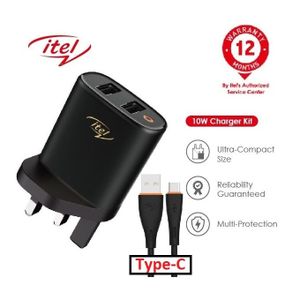 itel
WARRANTY
12
MONTHS
By itel's Authorized
Service Center
10W Charger Kit
itel
Ultra-Compact
Size
Reliability
Guaranteed
Multi-Protection
Type-C